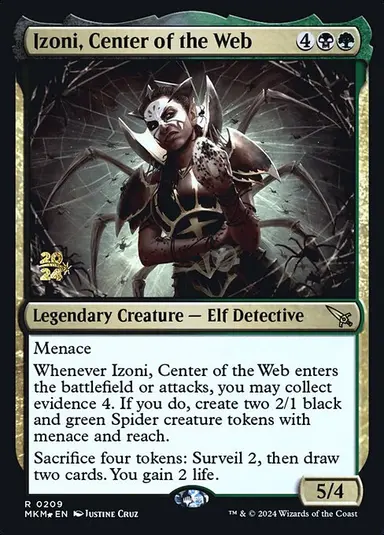 Izoni, Center of the Web 4
20
24
Legendary Creature — Elf Detective
Menace
Whenever Izoni, Center of the Web enters
the battlefield or attacks, you may collect
evidence 4. If you do, create two 2/1 black
and green Spider creature tokens with
menace and reach.
Sacrifice four tokens: Surveil 2, then draw
two cards. You gain 2 life.
5/4
R 0209
MKM★EN Justine Cruz
™ & © 2024 Wizards of the Coast